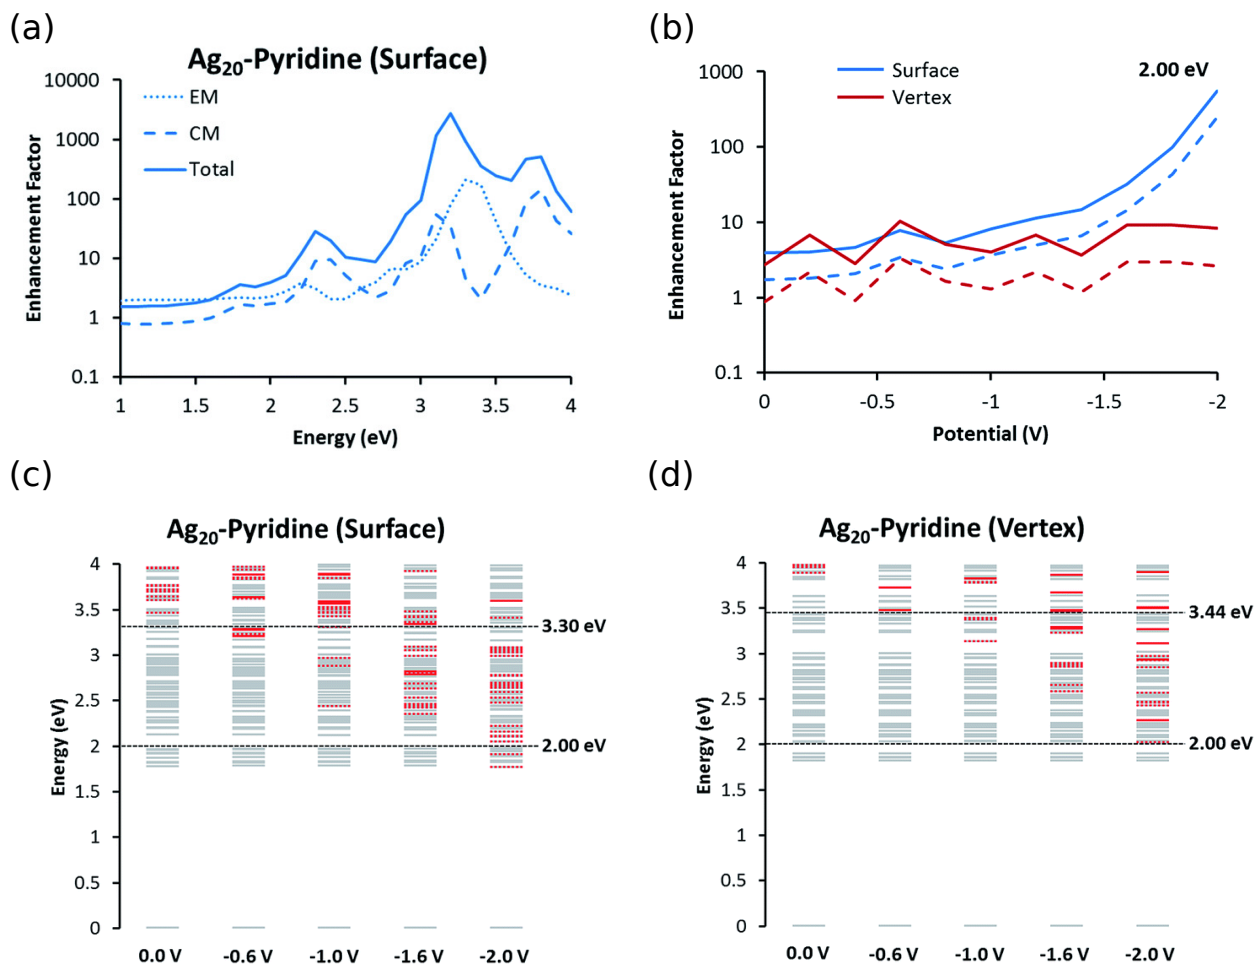 (a)
Ag₂₀-Pyridine (Surface)
10000
1000
100
10
1
0.1
Enhancement Factor
EM
CM
Total
1 1.5 2 2.5 3 3.5 4
Energy (eV)
(b)
1000
100
10
1
0.1
Enhancement Factor
Surface
Vertex
2.00 eV
0 -0.5 -1 -1.5 -2
Potential (V)
(c)
Ag₂₀-Pyridine (Surface)
4
3.5
3
2.5
2
1.5
1
0.5
0
Energy (eV)
3.30 eV
2.00 eV
0.0 V -0.6 V -1.0 V -1.6 V -2.0 V
(d)
Ag₂₀-Pyridine (Vertex)
4
3.5
3
2.5
2
1.5
1
0.5
0
Energy (eV)
3.44 eV
2.00 eV
0.0 V -0.6 V -1.0 V -1.6 V -2.0 V